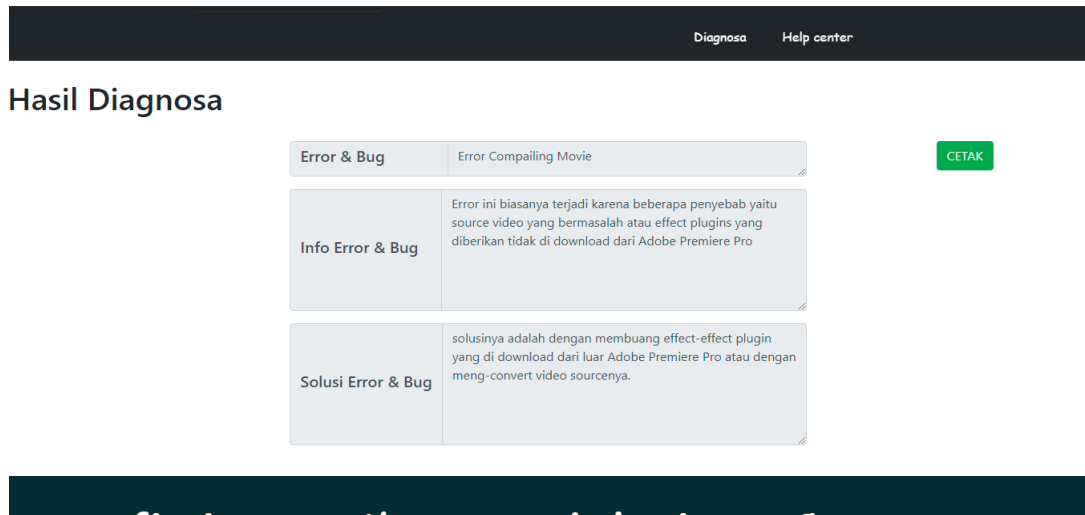 Diagnosa Help center
Hasil Diagnosa
Error & Bug
Error Compailing Movie
CETAK
Info Error & Bug
Error ini biasanya terjadi karena beberapa penyebab yaitu
source video yang bermasalah atau effect plugins yang
diberikan tidak di download dari Adobe Premiere Pro
Solusi Error & Bug
solusinya adalah dengan membuang effect-effect plugin
yang di download dari luar Adobe Premiere Pro atau dengan
meng-convert video sourcenya.